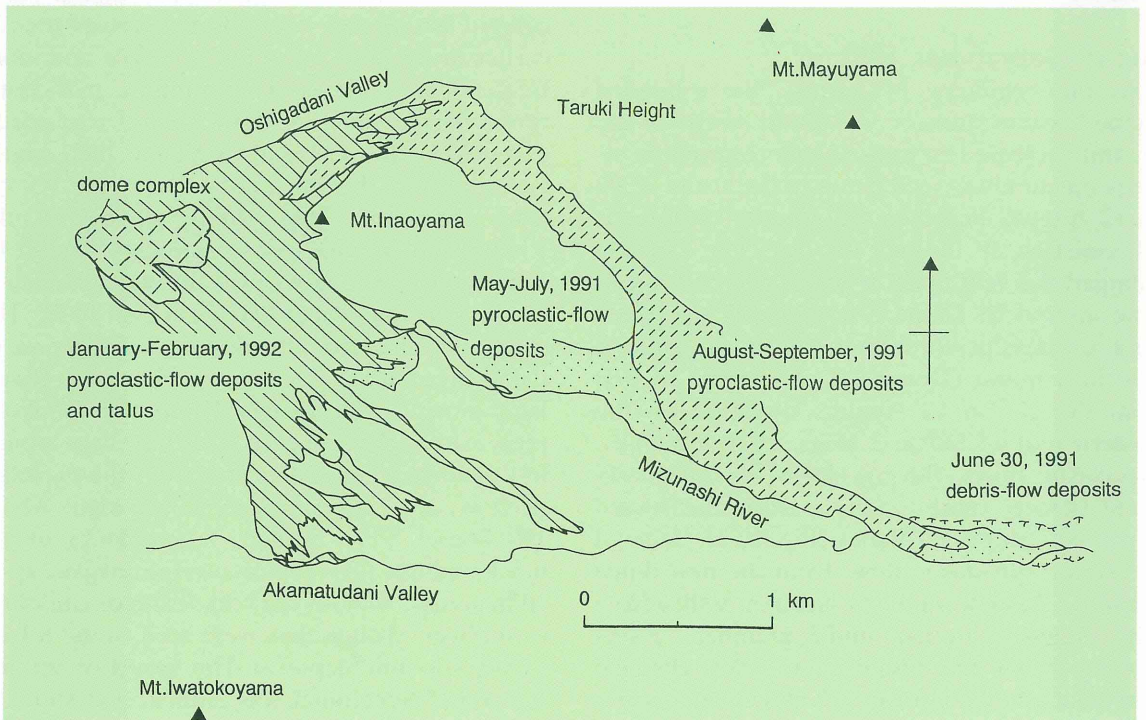 Mt.Mayuyama
Oshigadani Valley
Taruki Height
dome complex
Mt.Inaoyama
May-July, 1991
pyroclastic-flow
deposits
January-February, 1992
pyroclastic-flow deposits
and talus
August-September, 1991
pyroclastic-flow deposits
June 30, 1991
debris-flow deposits
Mizunashi River
Akamatudani Valley
0 1 km
Mt.Iwatokoyama